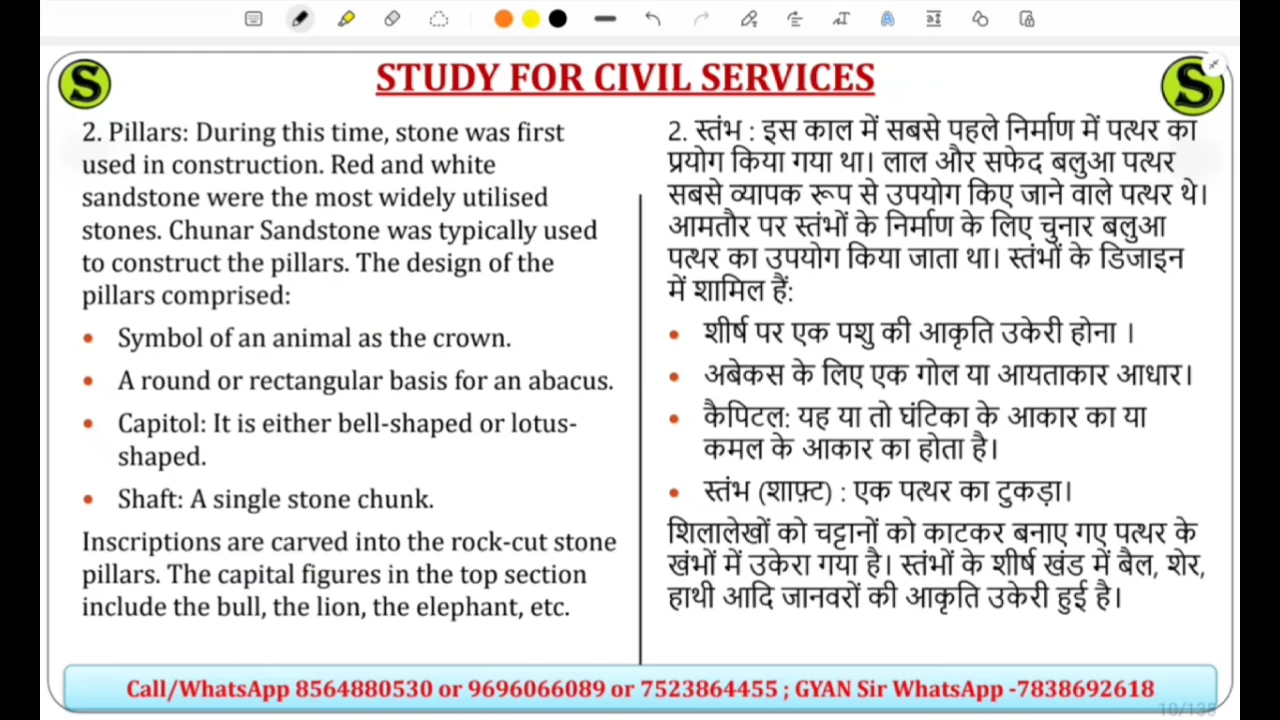 STUDY FOR CIVIL SERVICES
S
S
2. Pillars: During this time, stone was first
used in construction. Red and white
sandstone were the most widely utilised
stones. Chunar Sandstone was typically used
to construct the pillars. The design of the
pillars comprised:
• Symbol of an animal as the crown.
• A round or rectangular basis for an abacus.
• Capitol: It is either bell-shaped or lotus-
shaped.
• Shaft: A single stone chunk.
Inscriptions are carved into the rock-cut stone
pillars. The capital figures in the top section
include the bull, the lion, the elephant, etc.
2. स्तंभ : इस काल में सबसे पहले निर्माण में पत्थर का
प्रयोग किया गया था। लाल और सफेद बलुआ पत्थर
सबसे व्यापक रूप से उपयोग किए जाने वाले पत्थर थे।
आमतौर पर स्तंभों के निर्माण के लिए चुनार बलुआ
पत्थर का उपयोग किया जाता था। स्तंभों के डिजाइन
में शामिल हैं:
• शीर्ष पर एक पशु की आकृति उकेरी होना ।
• अबेकस के लिए एक गोल या आयताकार आधार।
• कैपिटल: यह या तो घंटिका के आकार का या
कमल के आकार का होता है।
• स्तंभ (शाफ़्ट) : एक पत्थर का टुकड़ा।
शिलालेखों को चट्टानों को काटकर बनाए गए पत्थर के
खंभों में उकेरा गया है। स्तंभों के शीर्ष खंड में बैल, शेर,
हाथी आदि जानवरों की आकृति उकेरी हुई है।
Call/WhatsApp 8564880530 or 9696066089 or 7523864455 ; GYAN Sir WhatsApp -7838692618
10/135